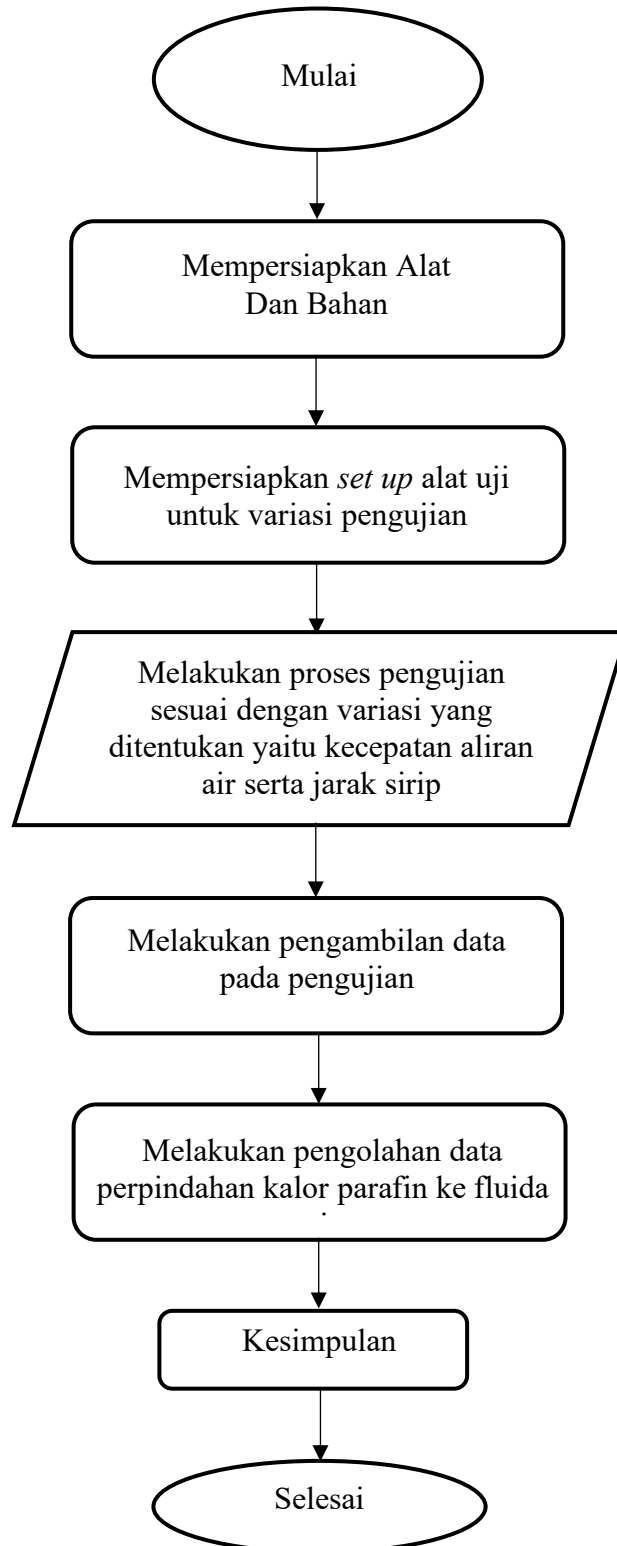 Mulai
Mempersiapkan Alat
Dan Bahan
Mempersiapkan set up alat uji
untuk variasi pengujian
Melakukan proses pengujian
sesuai dengan variasi yang
ditentukan yaitu kecepatan aliran
air serta jarak sirip
Melakukan pengambilan data
pada pengujian
Melakukan pengolahan data
perpindahan kalor parafin ke fluida
Kesimpulan
Selesai